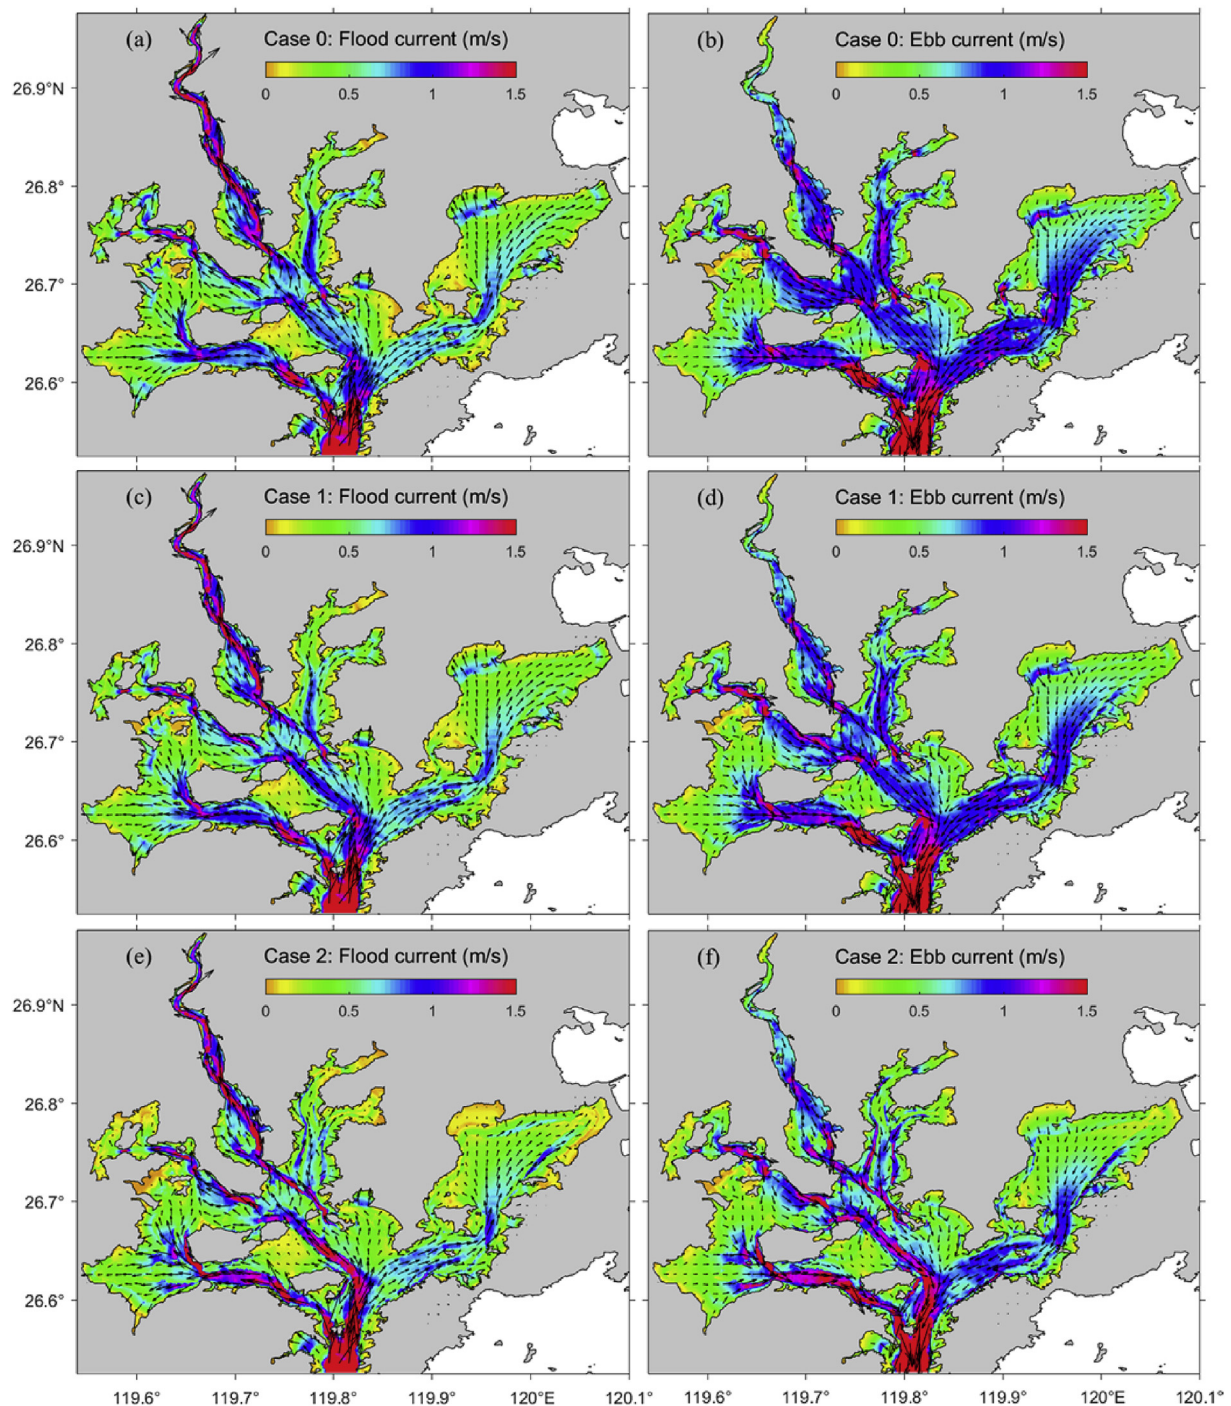 (a) Case 0: Flood current (m/s)
0 0.5 1 1.5
(b) Case 0: Ebb current (m/s)
0 0.5 1 1.5
26.9°N
26.8°
26.7°
26.6°
(c) Case 1: Flood current (m/s)
0 0.5 1 1.5
(d) Case 1: Ebb current (m/s)
0 0.5 1 1.5
26.9°N
26.8°
26.7°
26.6°
(e) Case 2: Flood current (m/s)
0 0.5 1 1.5
(f) Case 2: Ebb current (m/s)
0 0.5 1 1.5
26.9°N
26.8°
26.7°
26.6°
119.6° 119.7° 119.8° 119.9° 120°E 120.1° 119.6° 119.7° 119.8° 119.9° 120°E 120.1°